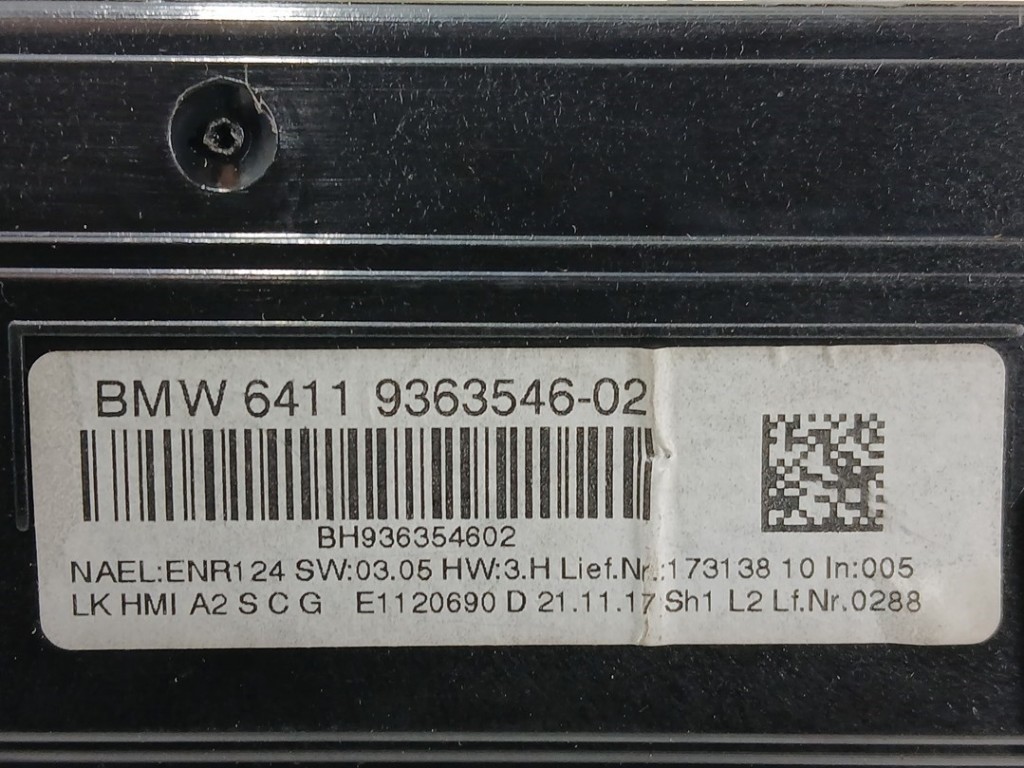 BMW 6411 9363546-02
BH936354602
NAEL:ENR124 SW:03.05 HW:3.H Lief.Nr.:173138 10 In:005
LK HMI A2 S C G E1120690 D 21.11.17 Sh1 L2 Lf.Nr.0288